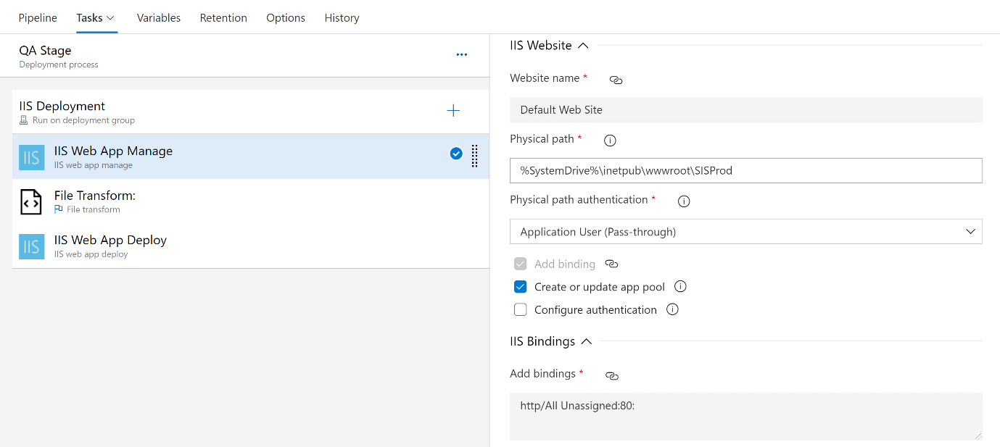 Pipeline Tasks Variables Retention Options History
QA Stage
Deployment process
IIS Deployment
Run on deployment group
IIS IIS Web App Manage
IIS web app manage
File Transform:
File transform
IIS IIS Web App Deploy
IIS web app deploy
IIS Website
Website name *
Default Web Site
Physical path *
%SystemDrive%\inetpub\wwwroot\SISProd
Physical path authentication *
Application User (Pass-through)
Add binding
Create or update app pool
Configure authentication
IIS Bindings
Add bindings *
http/All Unassigned:80: